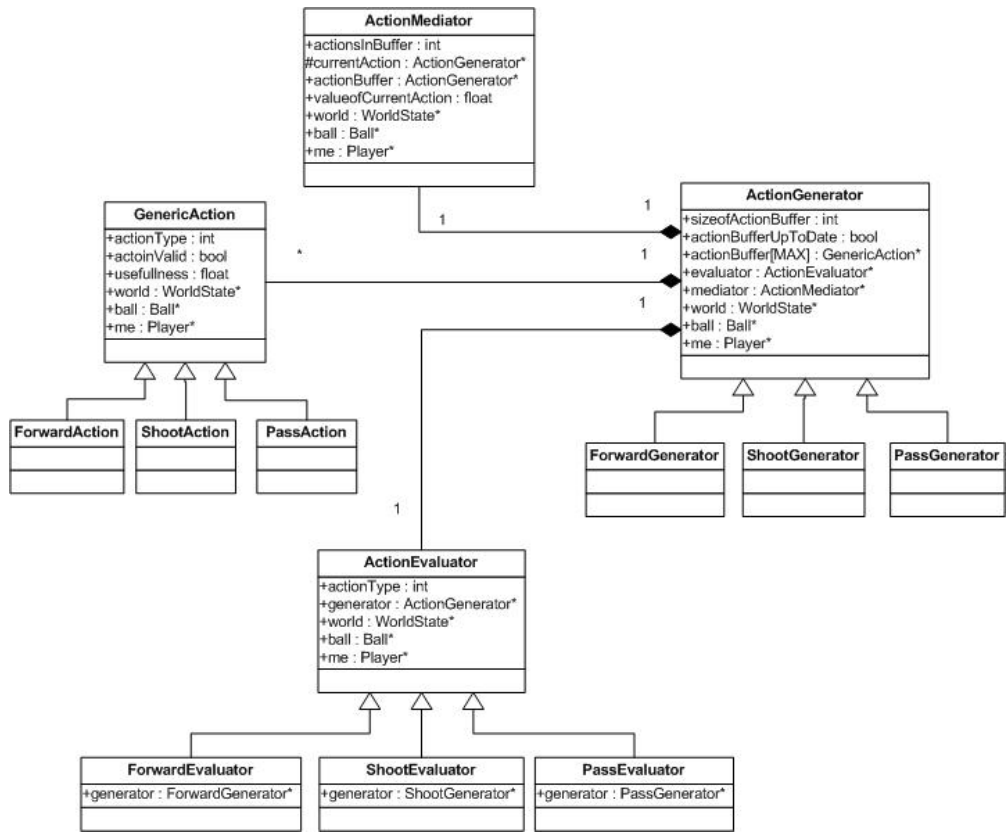 ActionMediator
+actionsInBuffer : int
#currentAction : ActionGenerator*
+actionBuffer : ActionGenerator*
+valueofCurrentAction : float
+world : WorldState*
+ball : Ball*
+me : Player*
1
1
ActionGenerator
+sizeofActionBuffer : int
+actionBufferUpToDate : bool
+actionBuffer[MAX] : GenericAction*
+evaluator : ActionEvaluator*
+mediator : ActionMediator*
+world : WorldState*
+ball : Ball*
+me : Player*
GenericAction
+actionType : int
+actoinValid : bool
+usefullness : float
+world : WorldState*
+ball : Ball*
+me : Player*
*
1
1
ForwardAction
ShootAction
PassAction
ForwardGenerator
ShootGenerator
PassGenerator
1
ActionEvaluator
+actionType : int
+generator : ActionGenerator*
+world : WorldState*
+ball : Ball*
+me : Player*
ForwardEvaluator
+generator : ForwardGenerator*
ShootEvaluator
+generator : ShootGenerator*
PassEvaluator
+generator : PassGenerator*